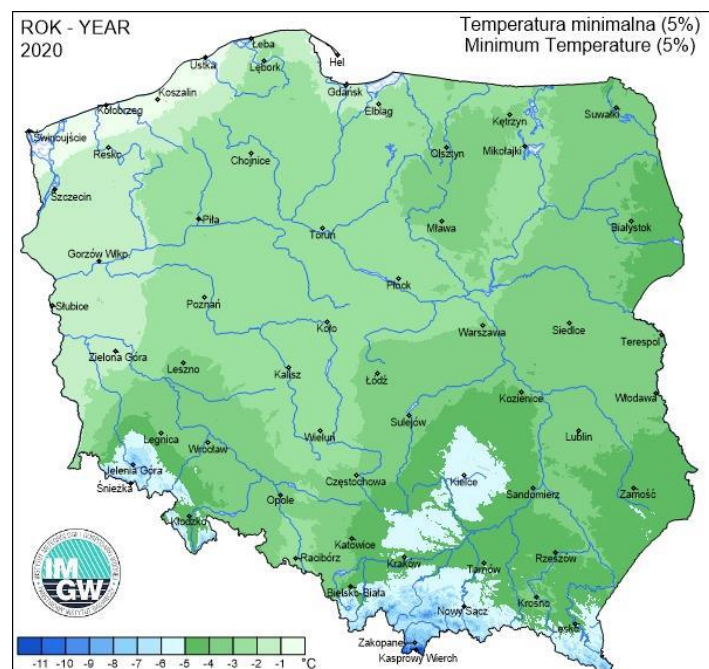 ROK - YEAR
2020
Temperatura minimalna (5%)
Minimum Temperature (5%)
Łeba
Ustka
Lębork
Hel
Koszalin
Gdańsk
Kołobrzeg
Elbląg
Suwałki
Kętrzyn
Świnoujście
Resko
Chojnice
Olsztyn
Mikołajki
Szczecin
Piła
Toruń
Mława
Białystok
Gorzów Wlkp.
Płock
Słubice
Poznań
Koło
Warszawa
Siedlce
Terespol
Zielona Góra
Leszno
Kalisz
Łódź
Kozienice
Włodawa
Sulejów
Legnica
Wrocław
Wieluń
Lublin
Jelenia Góra
Śnieżka
Częstochowa
Kielce
Opole
Sandomierz
Zamość
Kłodzko
Katowice
Racibórz
Kraków
Tarnów
Rzeszów
Bielsko-Biała
Nowy Sącz
Krosno
Lesko
Zakopane
Kasprowy Wierch
IMGW
-11 -10 -9 -8 -7 -6 -5 -4 -3 -2 -1 °C